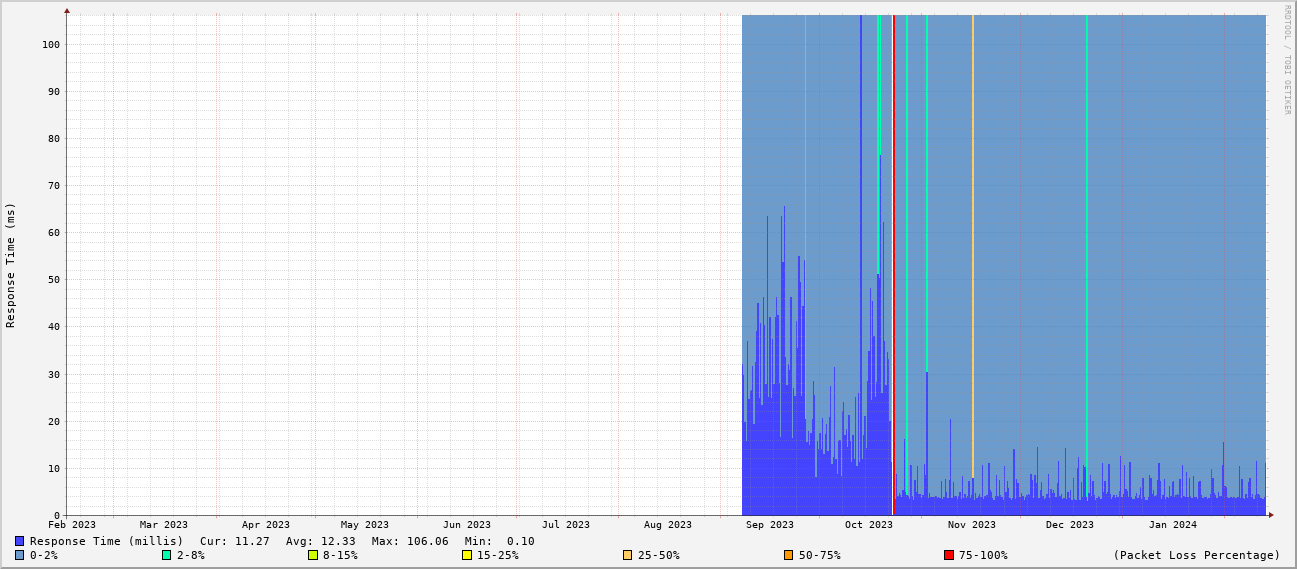 RRDTOOL / TOBI OETIKER
Response Time (ms)
100
90
80
70
60
50
40
30
20
10
0
Feb 2023 Mar 2023 Apr 2023 May 2023 Jun 2023 Jul 2023 Aug 2023 Sep 2023 Oct 2023 Nov 2023 Dec 2023 Jan 2024
Response Time (millis) Cur: 11.27 Avg: 12.33 Max: 106.06 Min: 0.10
0-2% 2-8% 8-15% 15-25% 25-50% 50-75% 75-100% (Packet Loss Percentage)